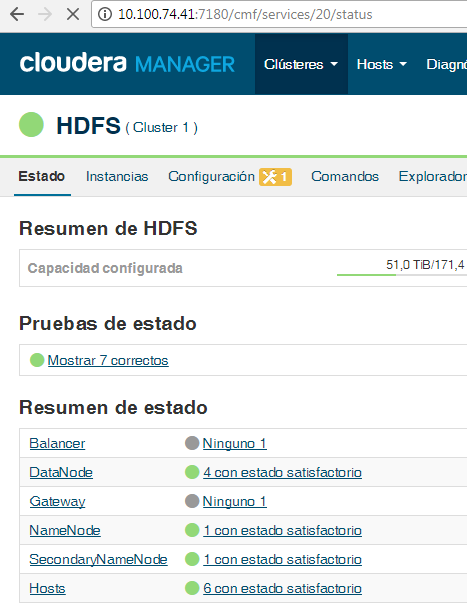 10.100.74.41:7180/cmf/services/20/status
cloudera MANAGER Clústeres Hosts Diagnó
HDFS ( Cluster 1 )
Estado Instancias Configuración 1 Comandos Explorador
Resumen de HDFS
Capacidad configurada 51,0 TiB/171,4
Pruebas de estado
Mostrar 7 correctos
Resumen de estado
Balancer Ninguno 1
DataNode 4 con estado satisfactorio
Gateway Ninguno 1
NameNode 1 con estado satisfactorio
SecondaryNameNode 1 con estado satisfactorio
Hosts 6 con estado satisfactorio